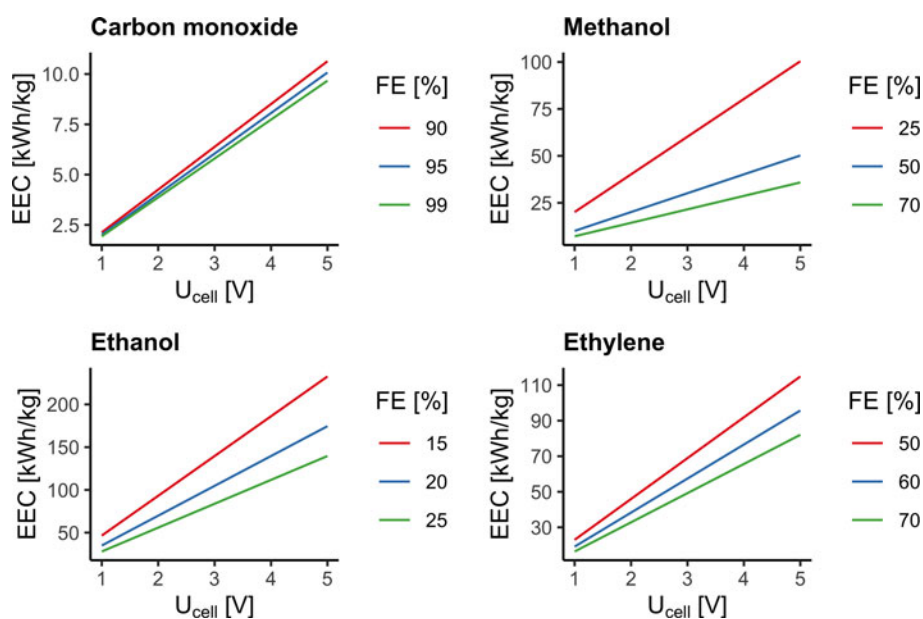 Carbon monoxide
EEC [kWh/kg]
10.0
7.5
5.0
2.5
1 2 3 4 5
Ucell [V]
FE [%]
90
95
99
Methanol
EEC [kWh/kg]
100
75
50
25
1 2 3 4 5
Ucell [V]
FE [%]
25
50
70
Ethanol
EEC [kWh/kg]
200
150
100
50
1 2 3 4 5
Ucell [V]
FE [%]
15
20
25
Ethylene
EEC [kWh/kg]
110
90
70
50
30
1 2 3 4 5
Ucell [V]
FE [%]
50
60
70